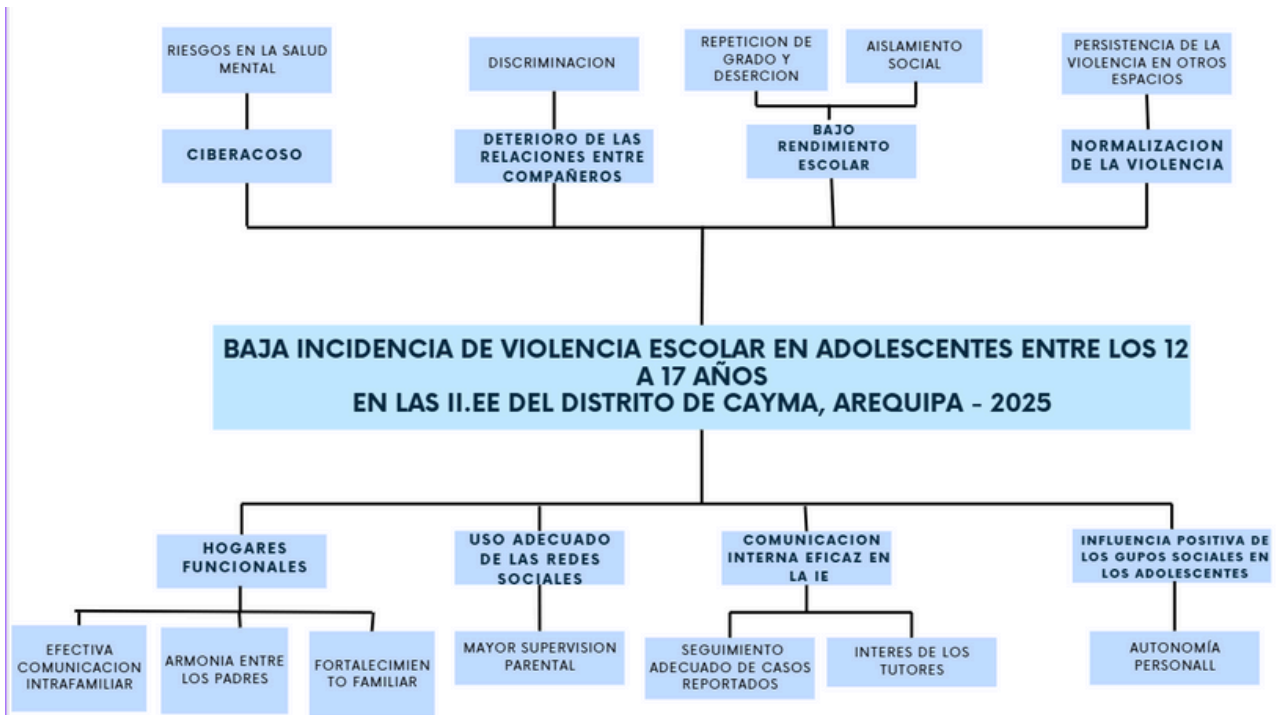 RIESGOS EN LA SALUD
MENTAL
DISCRIMINACION
REPETICION DE
GRADO Y
DESERCION
AISLAMIENTO
SOCIAL
PERSISTENCIA DE LA
VIOLENCIA EN OTROS
ESPACIOS
CIBERACOSO
DETERIORO DE LAS
RELACIONES ENTRE
COMPAÑEROS
BAJO
RENDIMIENTO
ESCOLAR
NORMALIZACION
DE LA VIOLENCIA
BAJA INCIDENCIA DE VIOLENCIA ESCOLAR EN ADOLESCENTES ENTRE LOS 12
A 17 AÑOS
EN LAS II.EE DEL DISTRITO DE CAYMA, AREQUIPA - 2025
HOGARES
FUNCIONALES
USO ADECUADO
DE LAS REDES
SOCIALES
COMUNICACION
INTERNA EFICAZ EN
LA IE
INFLUENCIA POSITIVA DE
LOS GUPOS SOCIALES EN
LOS ADOLESCENTES
EFECTIVA
COMUNICACION
INTRAFAMILIAR
ARMONIA ENTRE
LOS PADRES
FORTALECIMIEN
TO FAMILIAR
MAYOR SUPERVISION
PARENTAL
SEGUIMIENTO
ADECUADO DE CASOS
REPORTADOS
INTERES DE LOS
TUTORES
AUTONOMÍA
PERSONALL